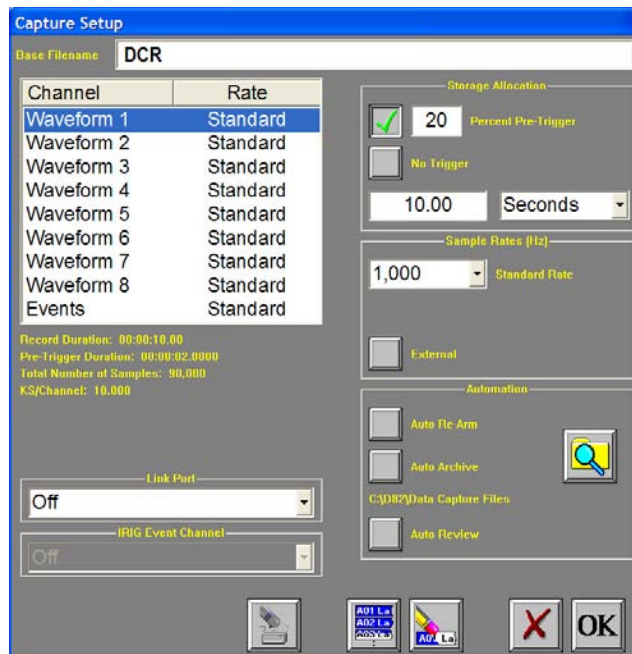 Capture Setup
Base Filename DCR
Channel Rate
Waveform 1 Standard
Waveform 2 Standard
Waveform 3 Standard
Waveform 4 Standard
Waveform 5 Standard
Waveform 6 Standard
Waveform 7 Standard
Waveform 8 Standard
Events Standard
Record Duration: 00:00:10.00
Pre-Trigger Duration: 00:00:02.0000
Total Number of Samples: 90,000
KS/Channel: 10.000
Link Port
Off
IRIG Event Channel
Off
Storage Allocation
20 Percent Pre-Trigger
No Trigger
10.00 Seconds
Sample Rates (Hz)
1,000 Standard Rate
External
Automation
Auto Re-Arm
Auto Archive
C:\D82\Data Capture Files
Auto Review
A01 La
A02 La
OK